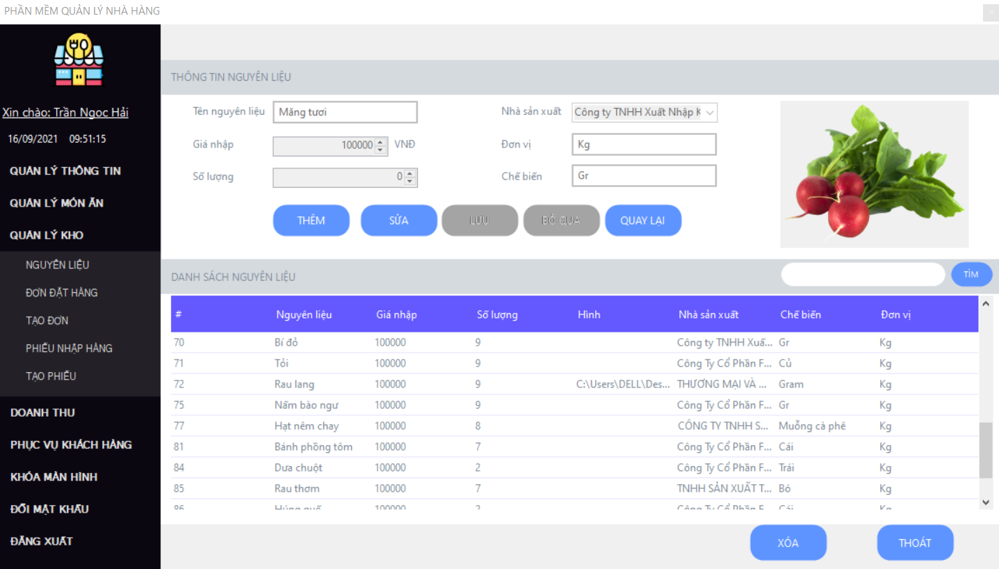 PHẦN MỀM QUẢN LÝ NHÀ HÀNG
x
Xin chào: Trần Ngọc Hải
16/09/2021 09:51:15
QUẢN LÝ THÔNG TIN
QUẢN LÝ MÓN ĂN
QUẢN LÝ KHO
NGUYÊN LIỆU
ĐƠN ĐẶT HÀNG
TẠO ĐƠN
PHIẾU NHẬP HÀNG
TẠO PHIẾU
DOANH THU
PHỤC VỤ KHÁCH HÀNG
KHÓA MÀN HÌNH
ĐỔI MẬT KHẨU
ĐĂNG XUẤT
THÔNG TIN NGUYÊN LIỆU
Tên nguyên liệu Măng tươi Nhà sản xuất Công ty TNHH Xuất Nhập K
Giá nhập 100000 VNĐ Đơn vị Kg
Số lượng 0 Chế biến Gr
THÊM SỬA LƯU BỎ QUA QUAY LẠI
DANH SÁCH NGUYÊN LIỆU TÌM
# Nguyên liệu Giá nhập Số lượng Hình Nhà sản xuất Chế biến Đơn vị
70 Bí đỏ 100000 9 Công ty TNHH Xuấ... Gr Kg
71 Tỏi 100000 9 Công Ty Cổ Phần F... Củ Kg
72 Rau lang 100000 9 C:\Users\DELL\Des... THƯƠNG MẠI VÀ ... Gram Kg
75 Nấm bào ngư 100000 9 Công Ty Cổ Phần F... Gr Kg
77 Hạt nêm chay 100000 8 CÔNG TY TNHH S... Muỗng cà phê Kg
81 Bánh phồng tôm 100000 7 Công Ty Cổ Phần F... Cái Kg
84 Dưa chuột 100000 2 Công Ty Cổ Phần F... Trái Kg
85 Rau thơm 100000 7 TNHH SẢN XUẤT T... Bó Kg
86 Húng quế 100000 2 Công Ty Cổ Phần F... Cái Kg
XÓA THOÁT